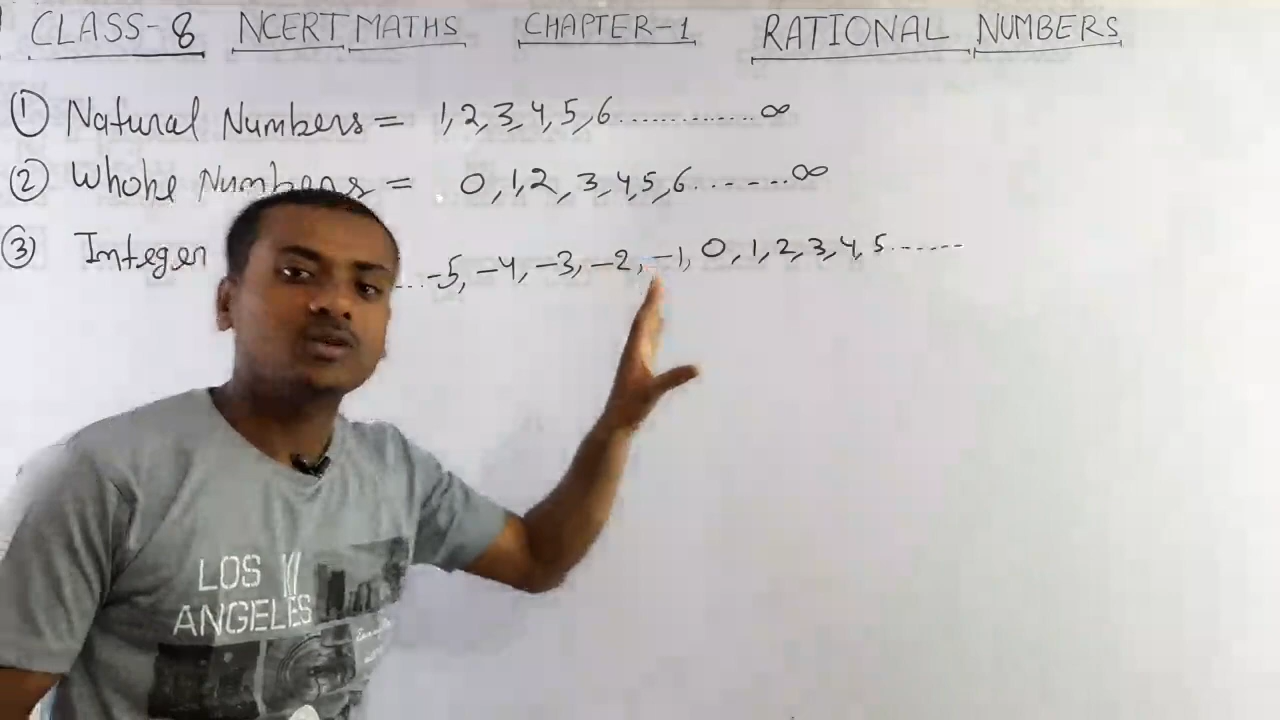 CLASS-8 NCERT MATHS CHAPTER-1 RATIONAL NUMBERS
① Natural Numbers = 1,2,3,4,5,6.............∞
② Whole Numbers = 0,1,2,3,4,5,6.......∞
③ Integer ...-5,-4,-3,-2,-1,0,1,2,3,4,5.......
LOS
ANGELES